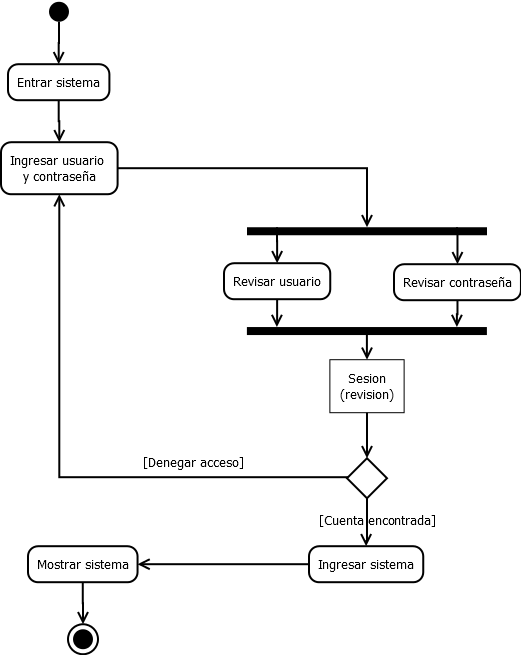 Entrar sistema
Ingresar usuario
y contraseña
Revisar usuario
Revisar contraseña
Sesion
(revision)
[Denegar acceso]
[Cuenta encontrada]
Mostrar sistema
Ingresar sistema